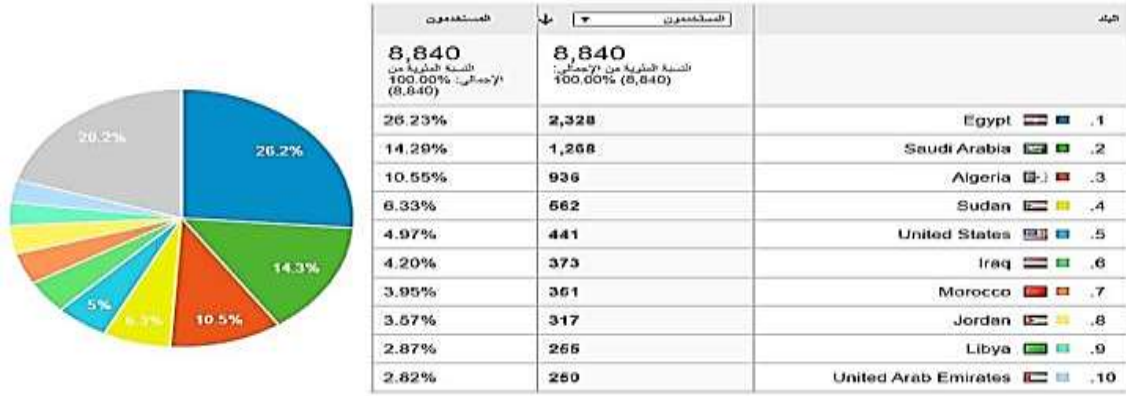 البلد المستخدمون المستخدمون
8,840 8,840
النسبة المئوية من الإجمالي: النسبة المئوية من
100.00% (8,840) الإجمالي: 100.00%
(8,840)
1. Egypt 2,328 26.23%
2. Saudi Arabia 1,268 14.29%
3. Algeria 936 10.55%
4. Sudan 562 6.33%
5. United States 441 4.97%
6. Iraq 373 4.20%
7. Morocco 351 3.95%
8. Jordan 317 3.57%
9. Libya 255 2.87%
10. United Arab Emirates 250 2.82%
26.2%
14.3%
10.5%
6.3%
5%
20.2%